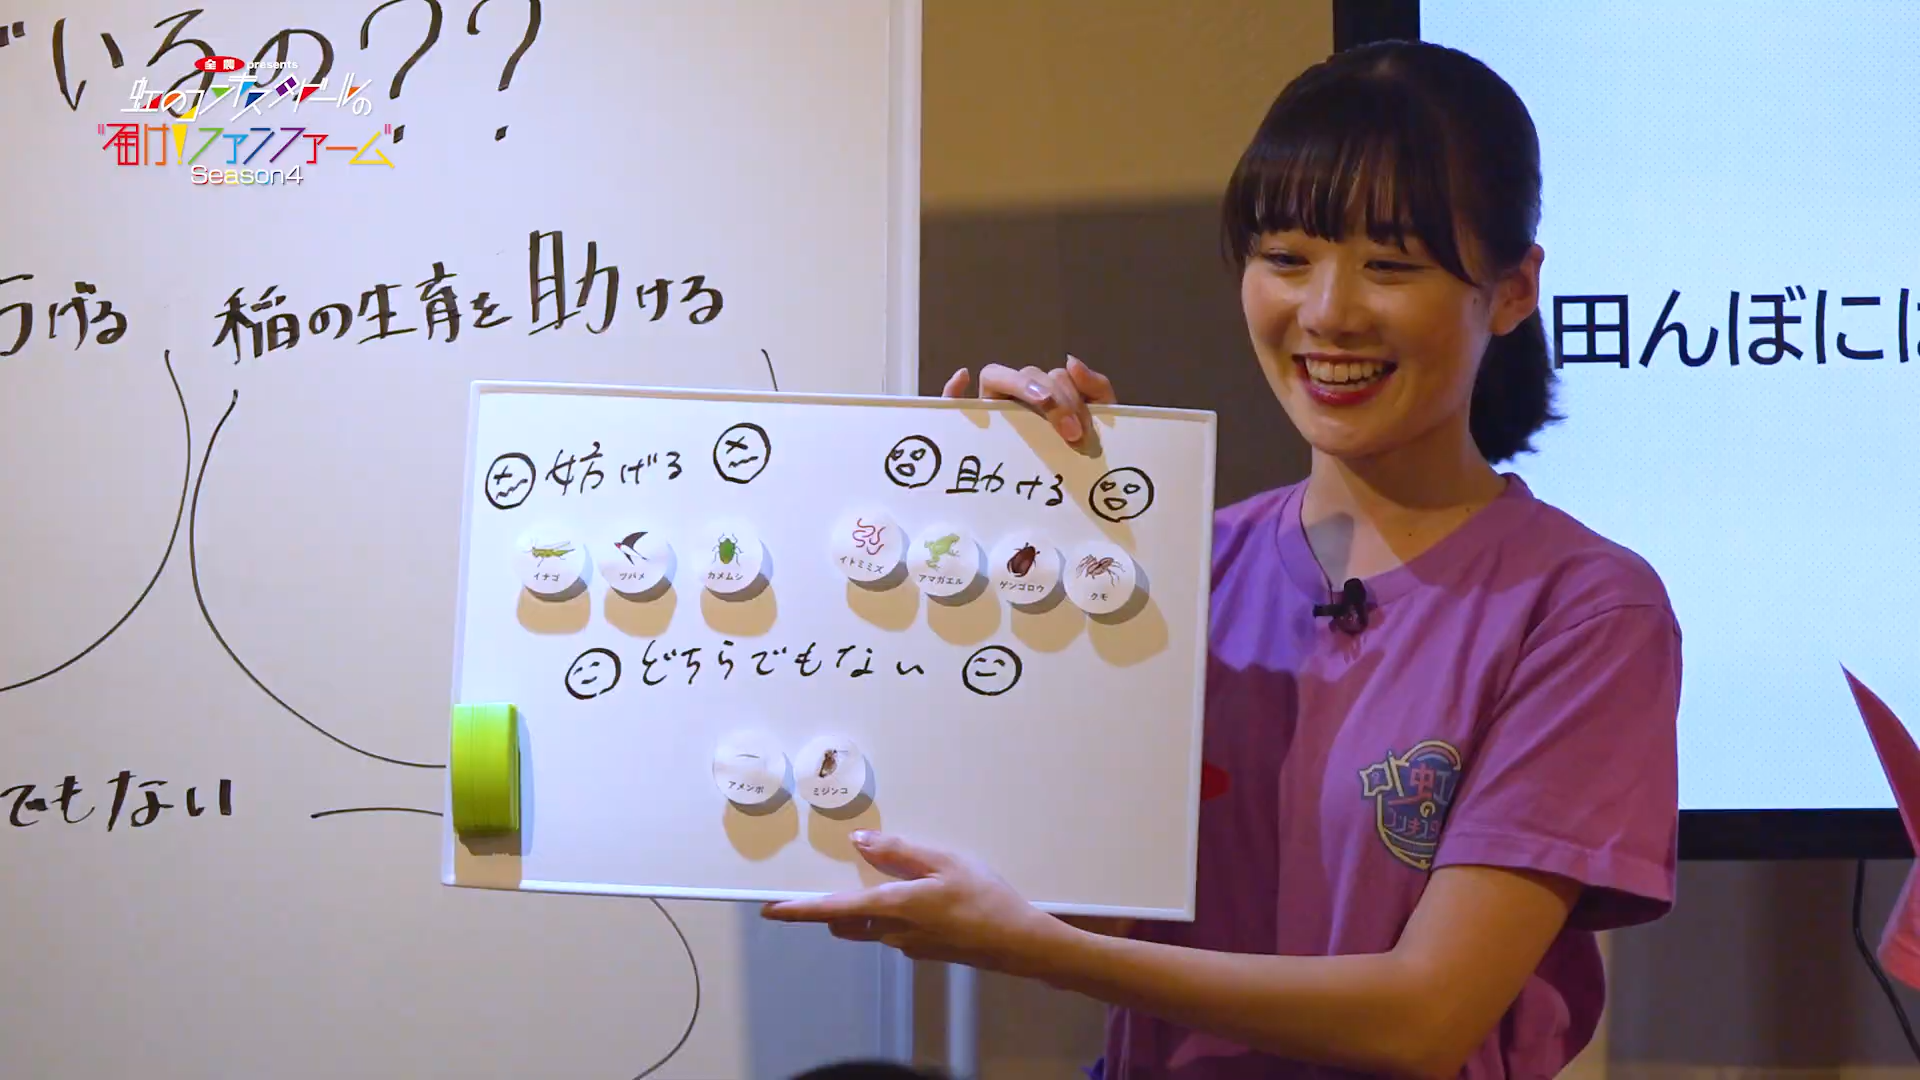 でいるの??
全農 presents
虹のコンキスタドールの
"届け!ファンファーム"
Season4
げる
稲の生育を助ける
田んぼには
妨げる
助ける
イナゴ
ツバメ
カメムシ
イトミミズ
アマガエル
ゲンゴロウ
クモ
どちらでもない
でもない
アメンボ
ミジンコ
虹
の
コンキスタ